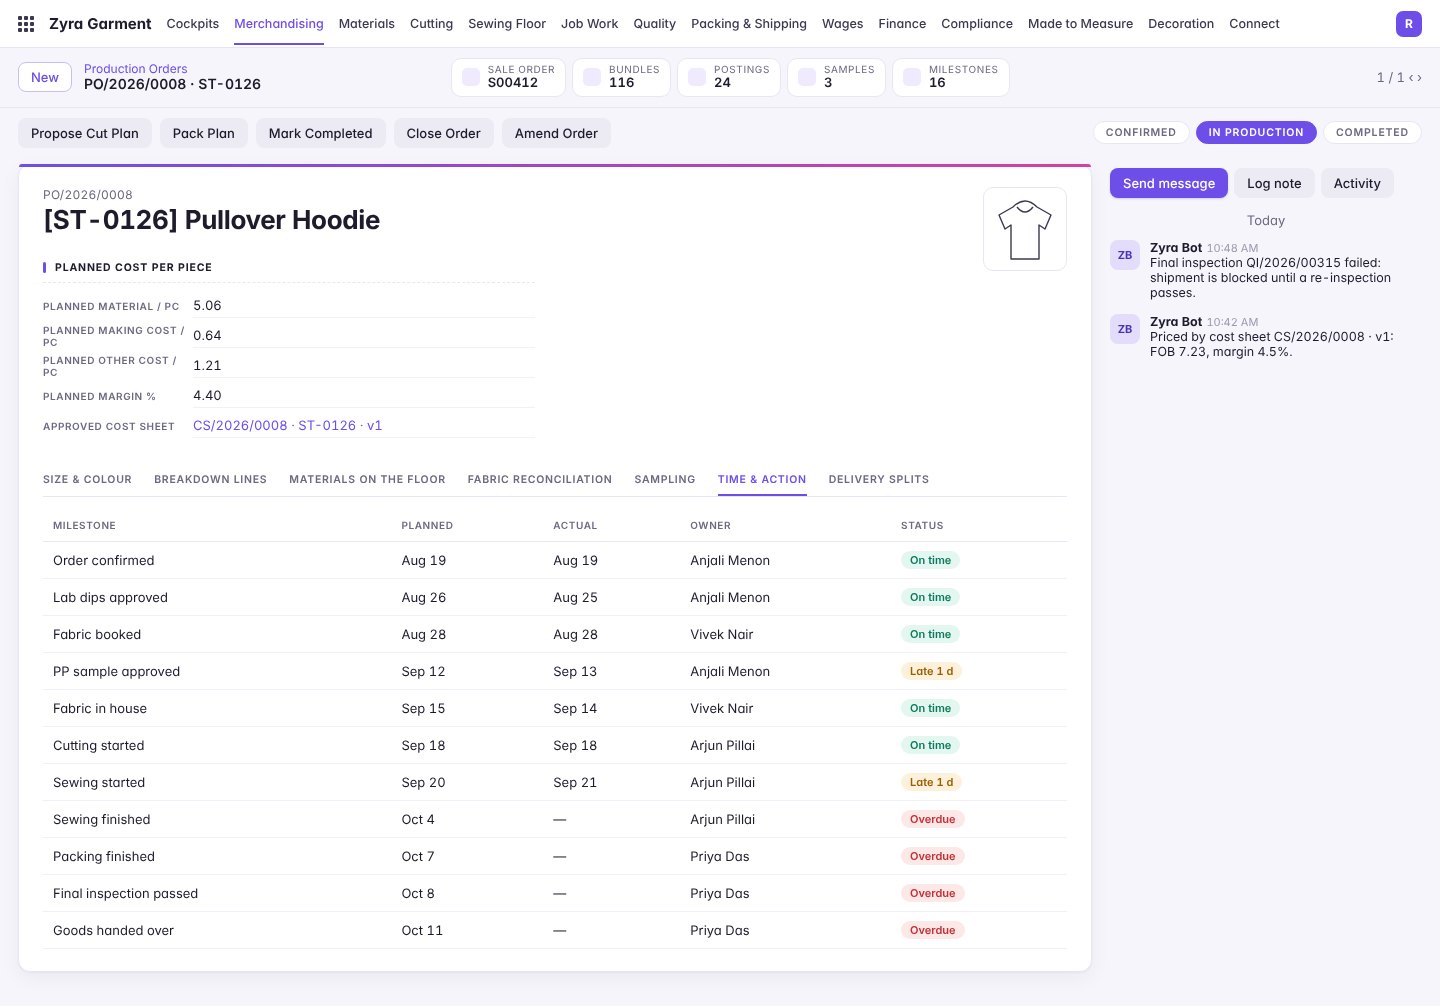 Zyra Garment Cockpits Merchandising Materials Cutting Sewing Floor Job Work Quality Packing & Shipping Wages Finance Compliance Made to Measure Decoration Connect R
New
Production Orders
PO/2026/0008 · ST-0126
SALE ORDER
S00412
BUNDLES
116
POSTINGS
24
SAMPLES
3
MILESTONES
16
1 / 1 ‹ ›
Propose Cut Plan Pack Plan Mark Completed Close Order Amend Order
CONFIRMED IN PRODUCTION COMPLETED
PO/2026/0008
[ST-0126] Pullover Hoodie
PLANNED COST PER PIECE
PLANNED MATERIAL / PC 5.06
PLANNED MAKING COST / PC 0.64
PLANNED OTHER COST / PC 1.21
PLANNED MARGIN % 4.40
APPROVED COST SHEET CS/2026/0008 · ST-0126 · v1
SIZE & COLOUR BREAKDOWN LINES MATERIALS ON THE FLOOR FABRIC RECONCILIATION SAMPLING TIME & ACTION DELIVERY SPLITS
MILESTONE PLANNED ACTUAL OWNER STATUS
Order confirmed Aug 19 Aug 19 Anjali Menon On time
Lab dips approved Aug 26 Aug 25 Anjali Menon On time
Fabric booked Aug 28 Aug 28 Vivek Nair On time
PP sample approved Sep 12 Sep 13 Anjali Menon Late 1 d
Fabric in house Sep 15 Sep 14 Vivek Nair On time
Cutting started Sep 18 Sep 18 Arjun Pillai On time
Sewing started Sep 20 Sep 21 Arjun Pillai Late 1 d
Sewing finished Oct 4 — Arjun Pillai Overdue
Packing finished Oct 7 — Priya Das Overdue
Final inspection passed Oct 8 — Priya Das Overdue
Goods handed over Oct 11 — Priya Das Overdue
Send message Log note Activity
Today
ZB Zyra Bot 10:48 AM
Final inspection QI/2026/00315 failed:
shipment is blocked until a re-inspection
passes.
ZB Zyra Bot 10:42 AM
Priced by cost sheet CS/2026/0008 · v1:
FOB 7.23, margin 4.5%.